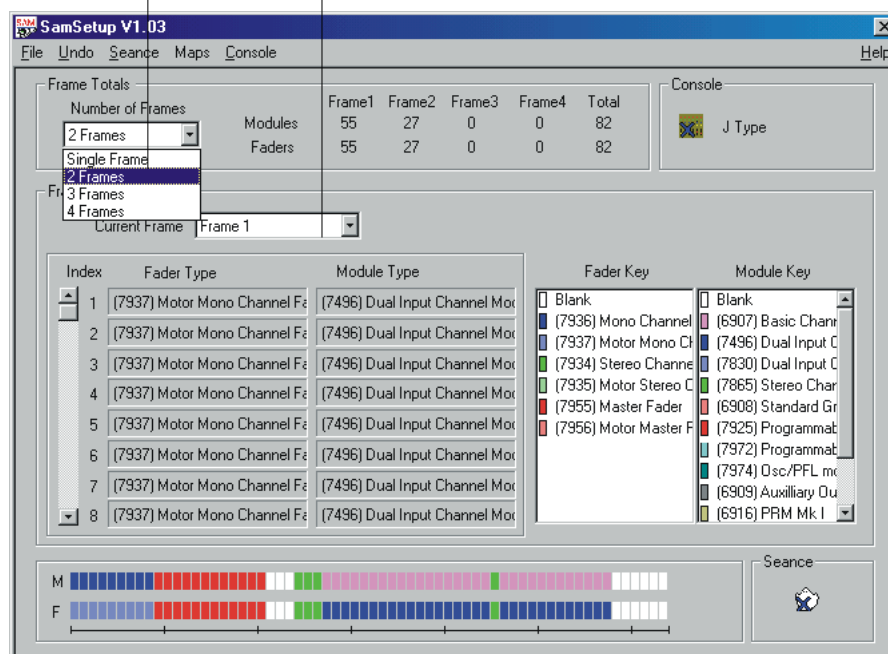 SamSetup V1.03
File Undo Seance Maps Console Help
Frame Totals
Number of Frames
2 Frames
Single Frame
2 Frames
3 Frames
4 Frames
Frame1 Frame2 Frame3 Frame4 Total
Modules 55 27 0 0 82
Faders 55 27 0 0 82
Console
J Type
Fr
Current Frame Frame 1
Index Fader Type Module Type
1 (7937) Motor Mono Channel Fa (7496) Dual Input Channel Mod
2 (7937) Motor Mono Channel Fa (7496) Dual Input Channel Mod
3 (7937) Motor Mono Channel Fa (7496) Dual Input Channel Mod
4 (7937) Motor Mono Channel Fa (7496) Dual Input Channel Mod
5 (7937) Motor Mono Channel Fa (7496) Dual Input Channel Mod
6 (7937) Motor Mono Channel Fa (7496) Dual Input Channel Mod
7 (7937) Motor Mono Channel Fa (7496) Dual Input Channel Mod
8 (7937) Motor Mono Channel Fa (7496) Dual Input Channel Mod
Fader Key
Blank
(7936) Mono Channel
(7937) Motor Mono Ch
(7934) Stereo Channe
(7935) Motor Stereo C
(7955) Master Fader
(7956) Motor Master F
Module Key
Blank
(6907) Basic Chann
(7496) Dual Input C
(7830) Dual Input C
(7865) Stereo Char
(6908) Standard Gr
(7925) Programmab
(7972) Programmab
(7974) Osc/PFL mo
(6909) Auxilliary Ou
(6916) PRM Mk I
M
F
Seance